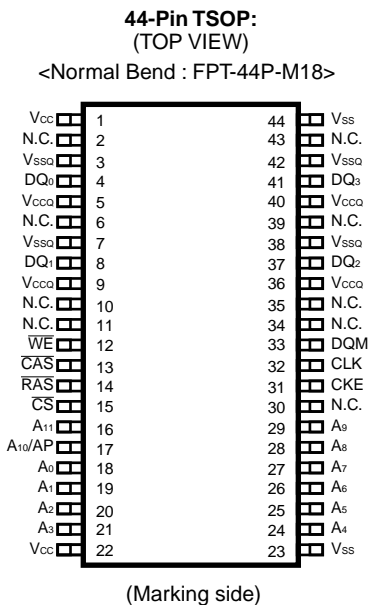 44-Pin TSOP:
(TOP VIEW)
<Normal Bend : FPT-44P-M18>
VCC 1 44 VSS
N.C. 2 43 N.C.
VSSQ 3 42 VSSQ
DQ0 4 41 DQ3
VCCQ 5 40 VCCQ
N.C. 6 39 N.C.
VSSQ 7 38 VSSQ
DQ1 8 37 DQ2
VCCQ 9 36 VCCQ
N.C. 10 35 N.C.
N.C. 11 34 N.C.
W̅E̅ 12 33 DQM
C̅A̅S̅ 13 32 CLK
R̅A̅S̅ 14 31 CKE
C̅S̅ 15 30 N.C.
A11 16 29 A9
A10/AP 17 28 A8
A0 18 27 A7
A1 19 26 A6
A2 20 25 A5
A3 21 24 A4
VCC 22 23 VSS
(Marking side)